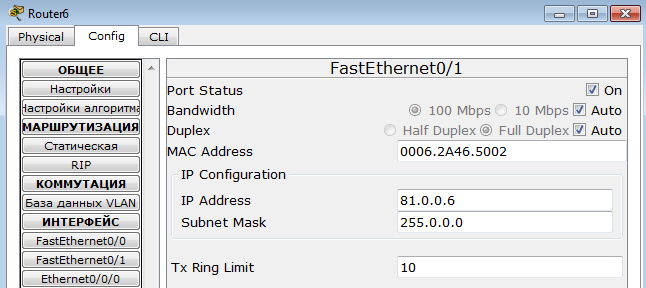 Router6
Physical Config CLI
ОБЩЕЕ
Настройки
Настройки алгоритма
МАРШРУТИЗАЦИЯ
Статическая
RIP
КОММУТАЦИЯ
База данных VLAN
ИНТЕРФЕЙС
FastEthernet0/0
FastEthernet0/1
Ethernet0/0/0
FastEthernet0/1
Port Status On
Bandwidth 100 Mbps 10 Mbps Auto
Duplex Half Duplex Full Duplex Auto
MAC Address 0006.2A46.5002
IP Configuration
IP Address 81.0.0.6
Subnet Mask 255.0.0.0
Tx Ring Limit 10